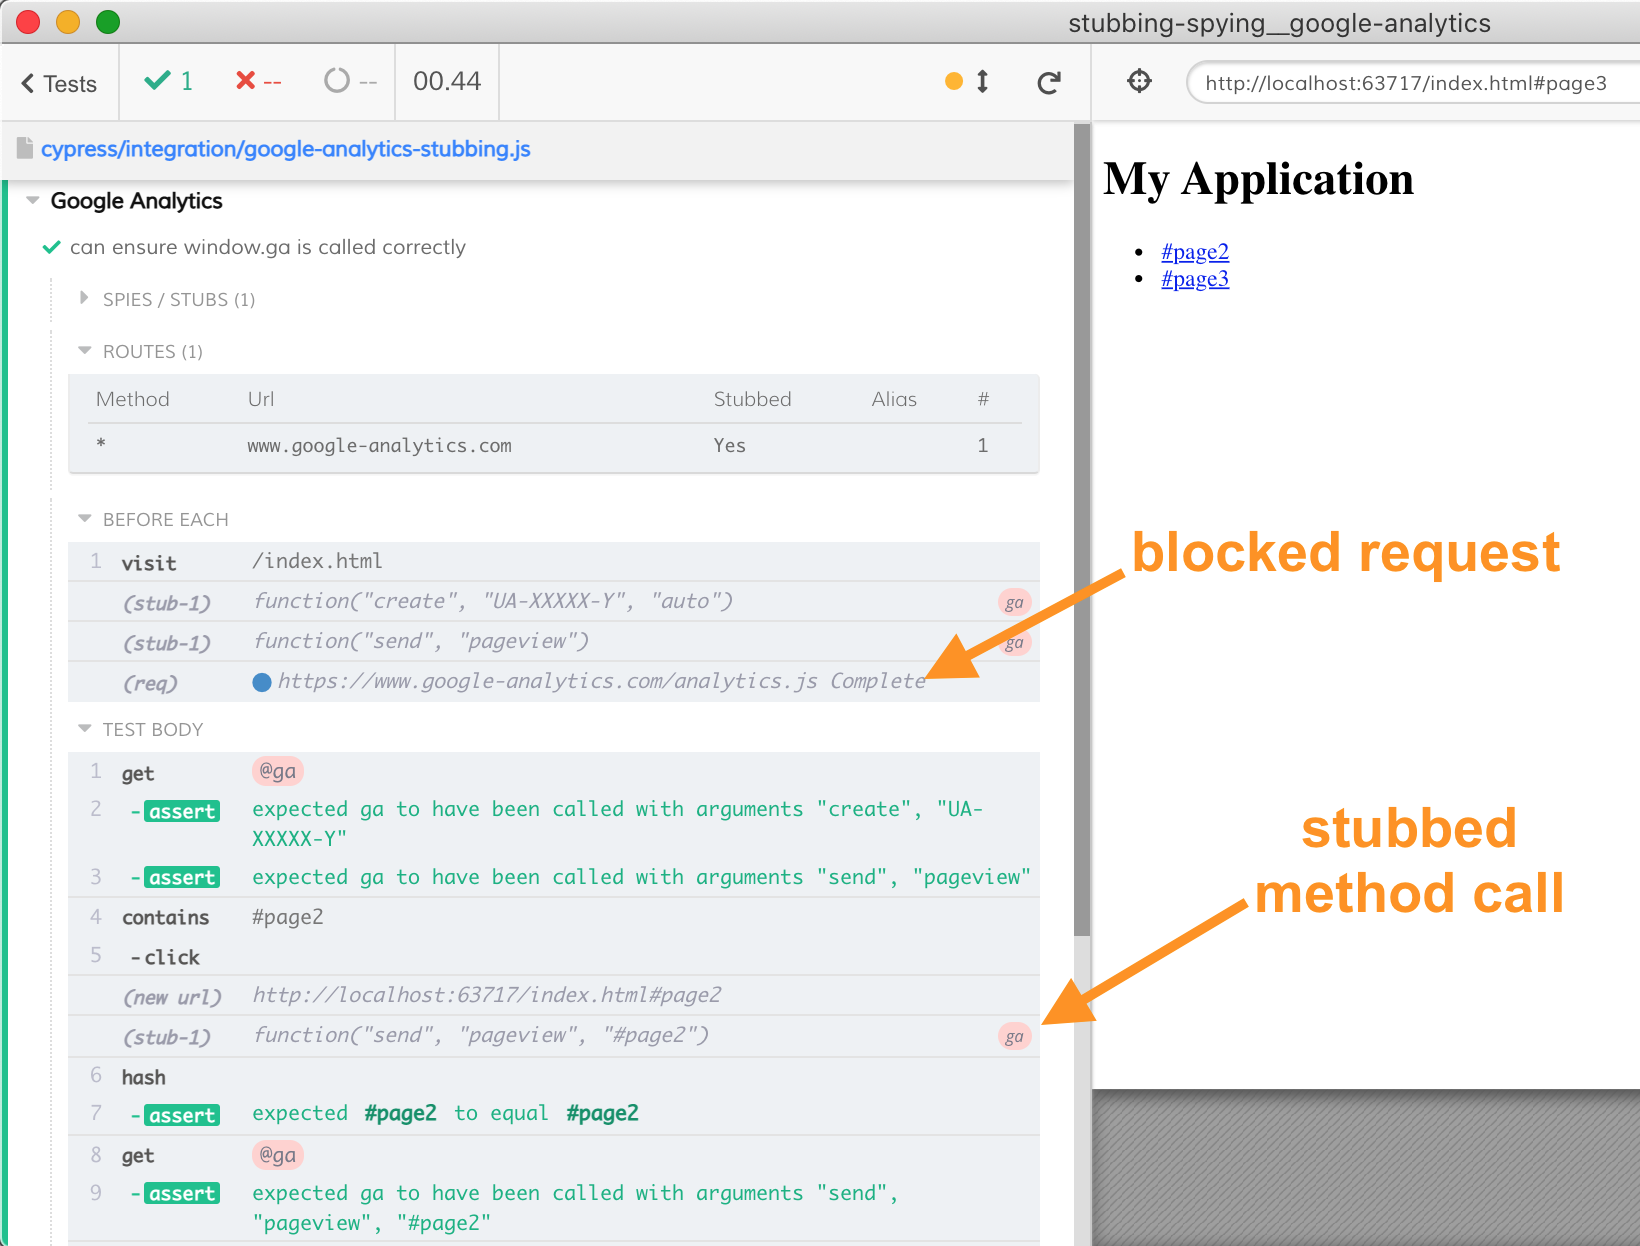 stubbing-spying__google-analytics
Tests 1 -- -- 00.44
http://localhost:63717/index.html#page3
cypress/integration/google-analytics-stubbing.js
Google Analytics
can ensure window.ga is called correctly
SPIES / STUBS (1)
ROUTES (1)
Method Url Stubbed Alias #
* www.google-analytics.com Yes 1
BEFORE EACH
1 visit /index.html
(stub-1) function("create", "UA-XXXXX-Y", "auto") ga
(stub-1) function("send", "pageview") ga
(req) https://www.google-analytics.com/analytics.js Complete
TEST BODY
1 get @ga
2 -assert expected ga to have been called with arguments "create", "UA-
XXXXX-Y"
3 -assert expected ga to have been called with arguments "send", "pageview"
4 contains #page2
5 -click
(new url) http://localhost:63717/index.html#page2
(stub-1) function("send", "pageview", "#page2") ga
6 hash
7 -assert expected #page2 to equal #page2
8 get @ga
9 -assert expected ga to have been called with arguments "send",
"pageview", "#page2"
My Application
• #page2
• #page3
blocked request
stubbed
method call